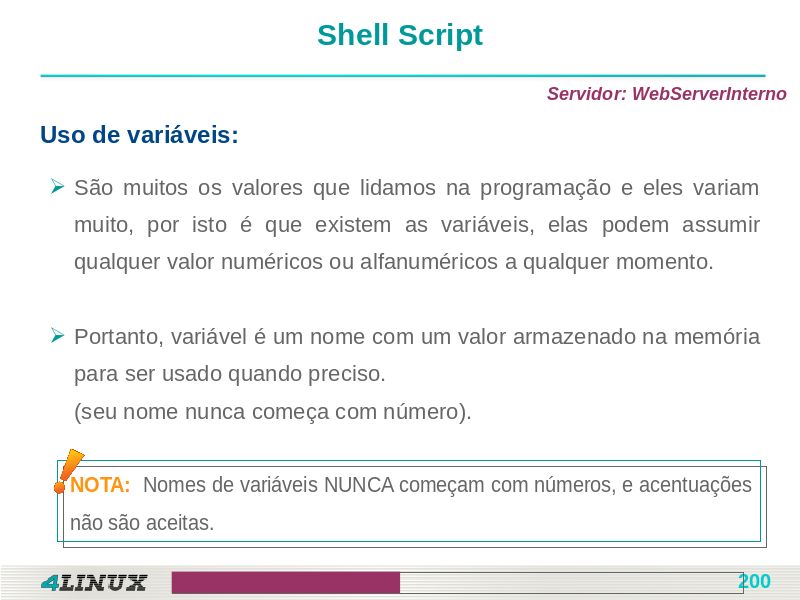 Shell Script
Servidor: WebServerInterno
Uso de variáveis:
São muitos os valores que lidamos na programação e eles variam
muito, por isto é que existem as variáveis, elas podem assumir
qualquer valor numéricos ou alfanuméricos a qualquer momento.
Portanto, variável é um nome com um valor armazenado na memória
para ser usado quando preciso.
(seu nome nunca começa com número).
NOTA: Nomes de variáveis NUNCA começam com números, e acentuações
não são aceitas.
4LINUX
200